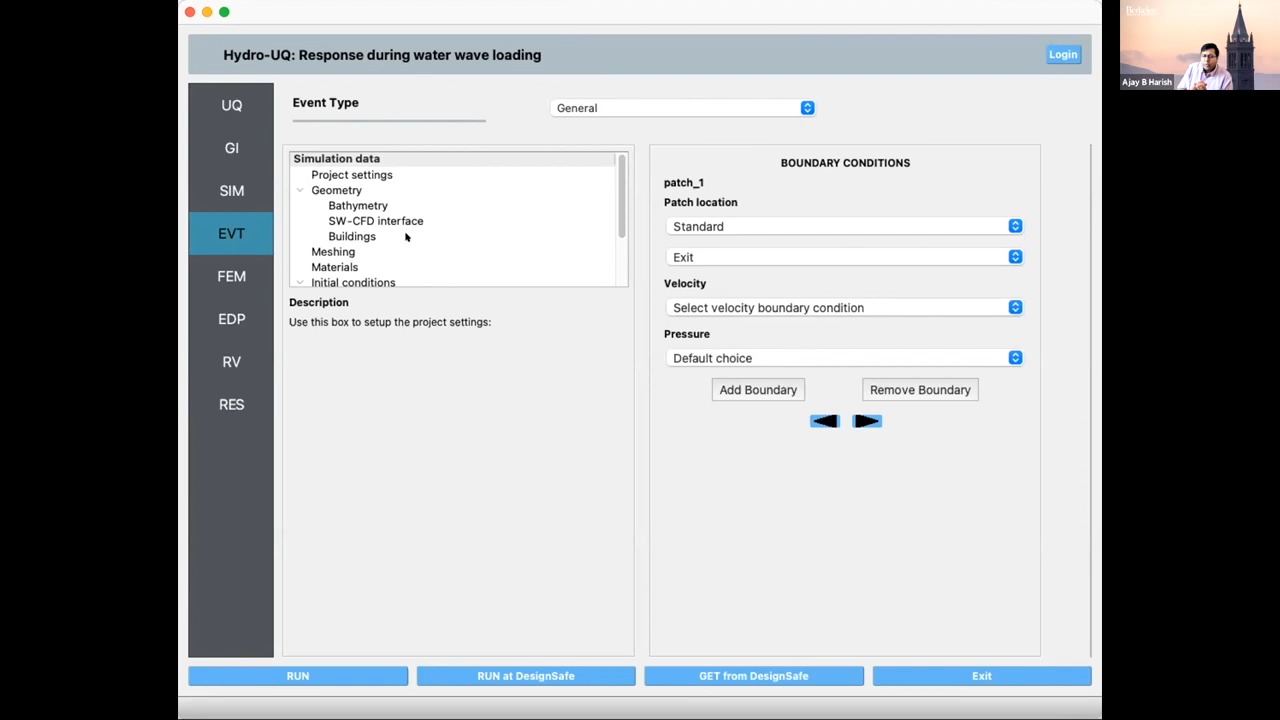 Hydro-UQ: Response during water wave loading
Login
UQ
GI
SIM
EVT
FEM
EDP
RV
RES
Event Type
General
Simulation data
Project settings
Geometry
Bathymetry
SW-CFD interface
Buildings
Meshing
Materials
Initial conditions
Description
Use this box to setup the project settings:
BOUNDARY CONDITIONS
patch_1
Patch location
Standard
Exit
Velocity
Select velocity boundary condition
Pressure
Default choice
Add Boundary
Remove Boundary
RUN
RUN at DesignSafe
GET from DesignSafe
Exit
Berkeley
Ajay B Harish